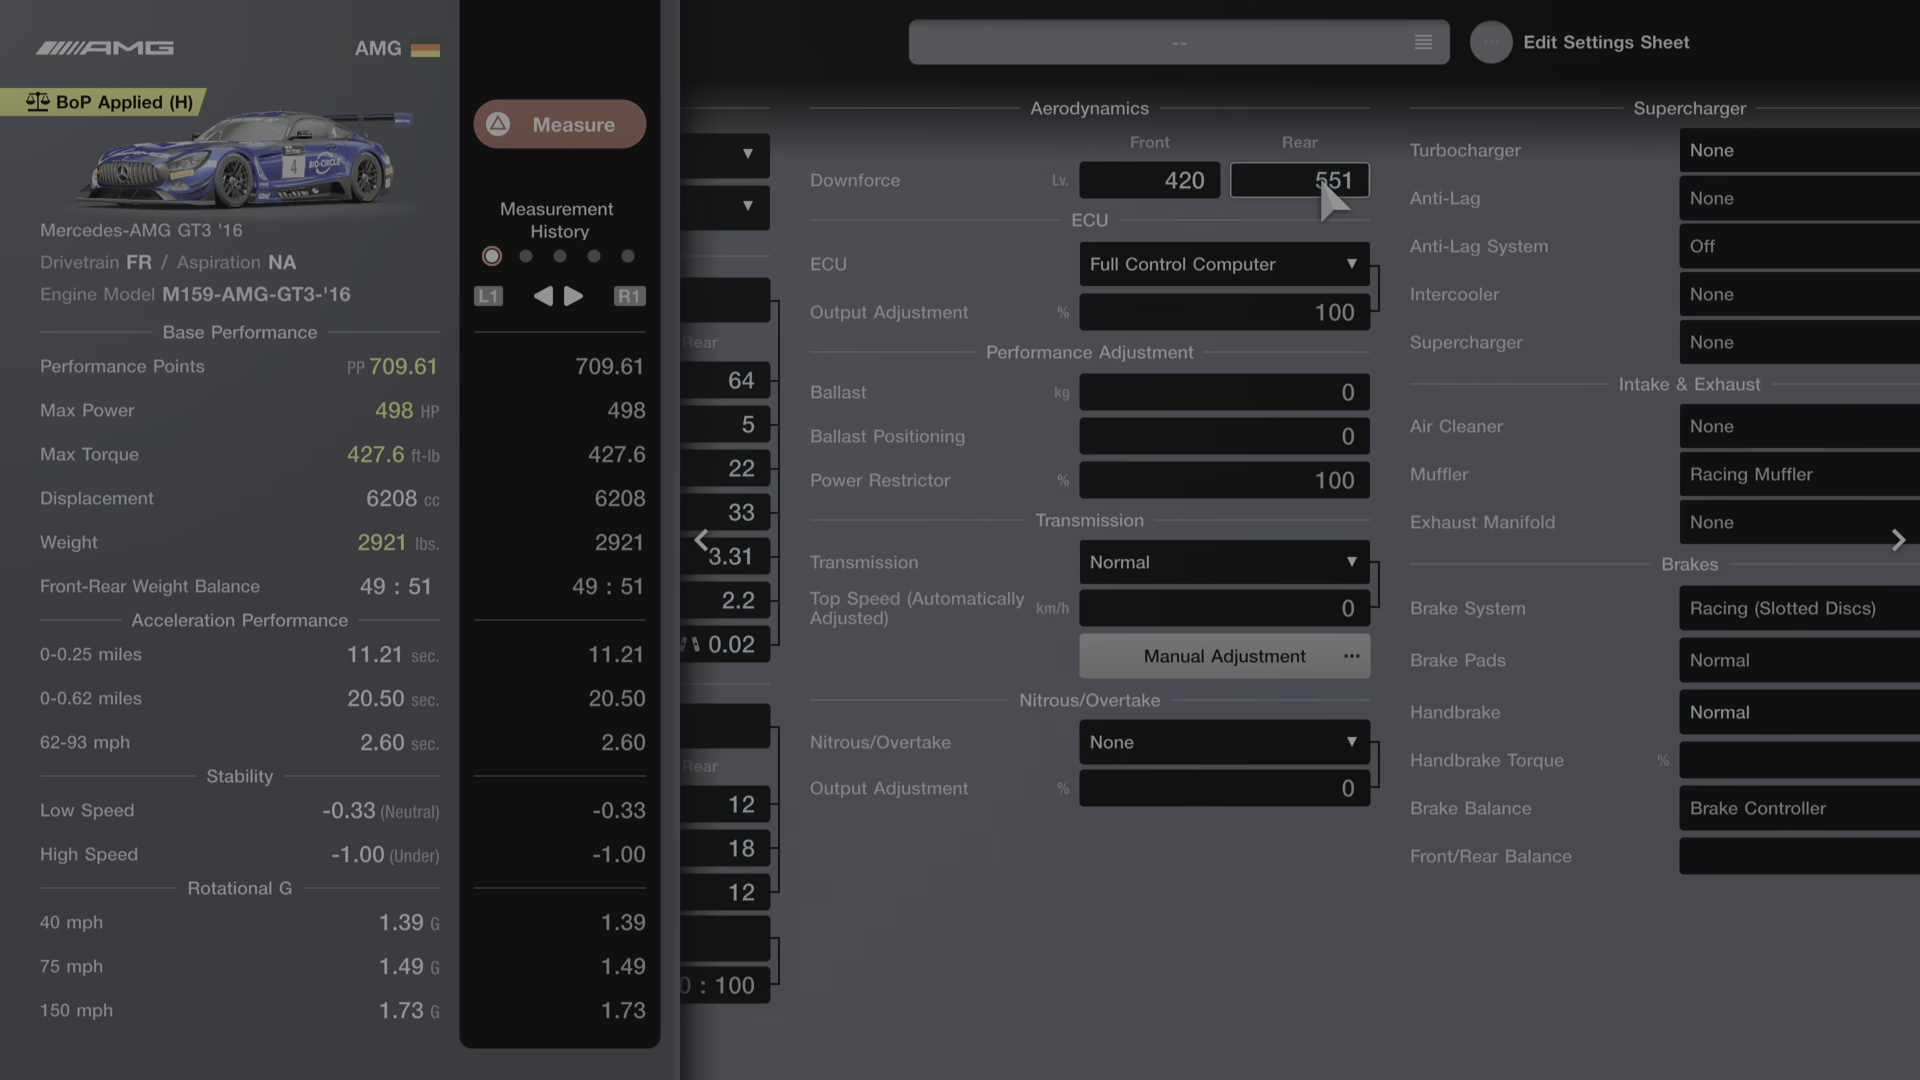 AMG
AMG
BoP Applied (H)
4
BIO-CIRCLE
Mercedes-AMG GT3 '16
Drivetrain FR / Aspiration NA
Engine Model M159-AMG-GT3-'16
Base Performance
Performance Points PP 709.61
Max Power 498 HP
Max Torque 427.6 ft-lb
Displacement 6208 cc
Weight 2921 lbs.
Front-Rear Weight Balance 49 : 51
Acceleration Performance
0-0.25 miles 11.21 sec.
0-0.62 miles 20.50 sec.
62-93 mph 2.60 sec.
Stability
Low Speed -0.33 (Neutral)
High Speed -1.00 (Under)
Rotational G
40 mph 1.39 G
75 mph 1.49 G
150 mph 1.73 G
Measure
Measurement
History
L1 R1
709.61
498
427.6
6208
2921
49 : 51
11.21
20.50
2.60
-0.33
-1.00
1.39
1.49
1.73
Rear
64
5
22
33
3.31
2.2
0.02
Rear
12
18
12
0 : 100
--
Edit Settings Sheet
Aerodynamics
Front Rear
Downforce Lv. 420 551
ECU
ECU Full Control Computer
Output Adjustment % 100
Performance Adjustment
Ballast kg 0
Ballast Positioning 0
Power Restrictor % 100
Transmission
Transmission Normal
Top Speed (Automatically
Adjusted) km/h 0
Manual Adjustment
Nitrous/Overtake
Nitrous/Overtake None
Output Adjustment % 0
Supercharger
Turbocharger None
Anti-Lag None
Anti-Lag System Off
Intercooler None
Supercharger None
Intake & Exhaust
Air Cleaner None
Muffler Racing Muffler
Exhaust Manifold None
Brakes
Brake System Racing (Slotted Discs)
Brake Pads Normal
Handbrake Normal
Handbrake Torque %
Brake Balance Brake Controller
Front/Rear Balance